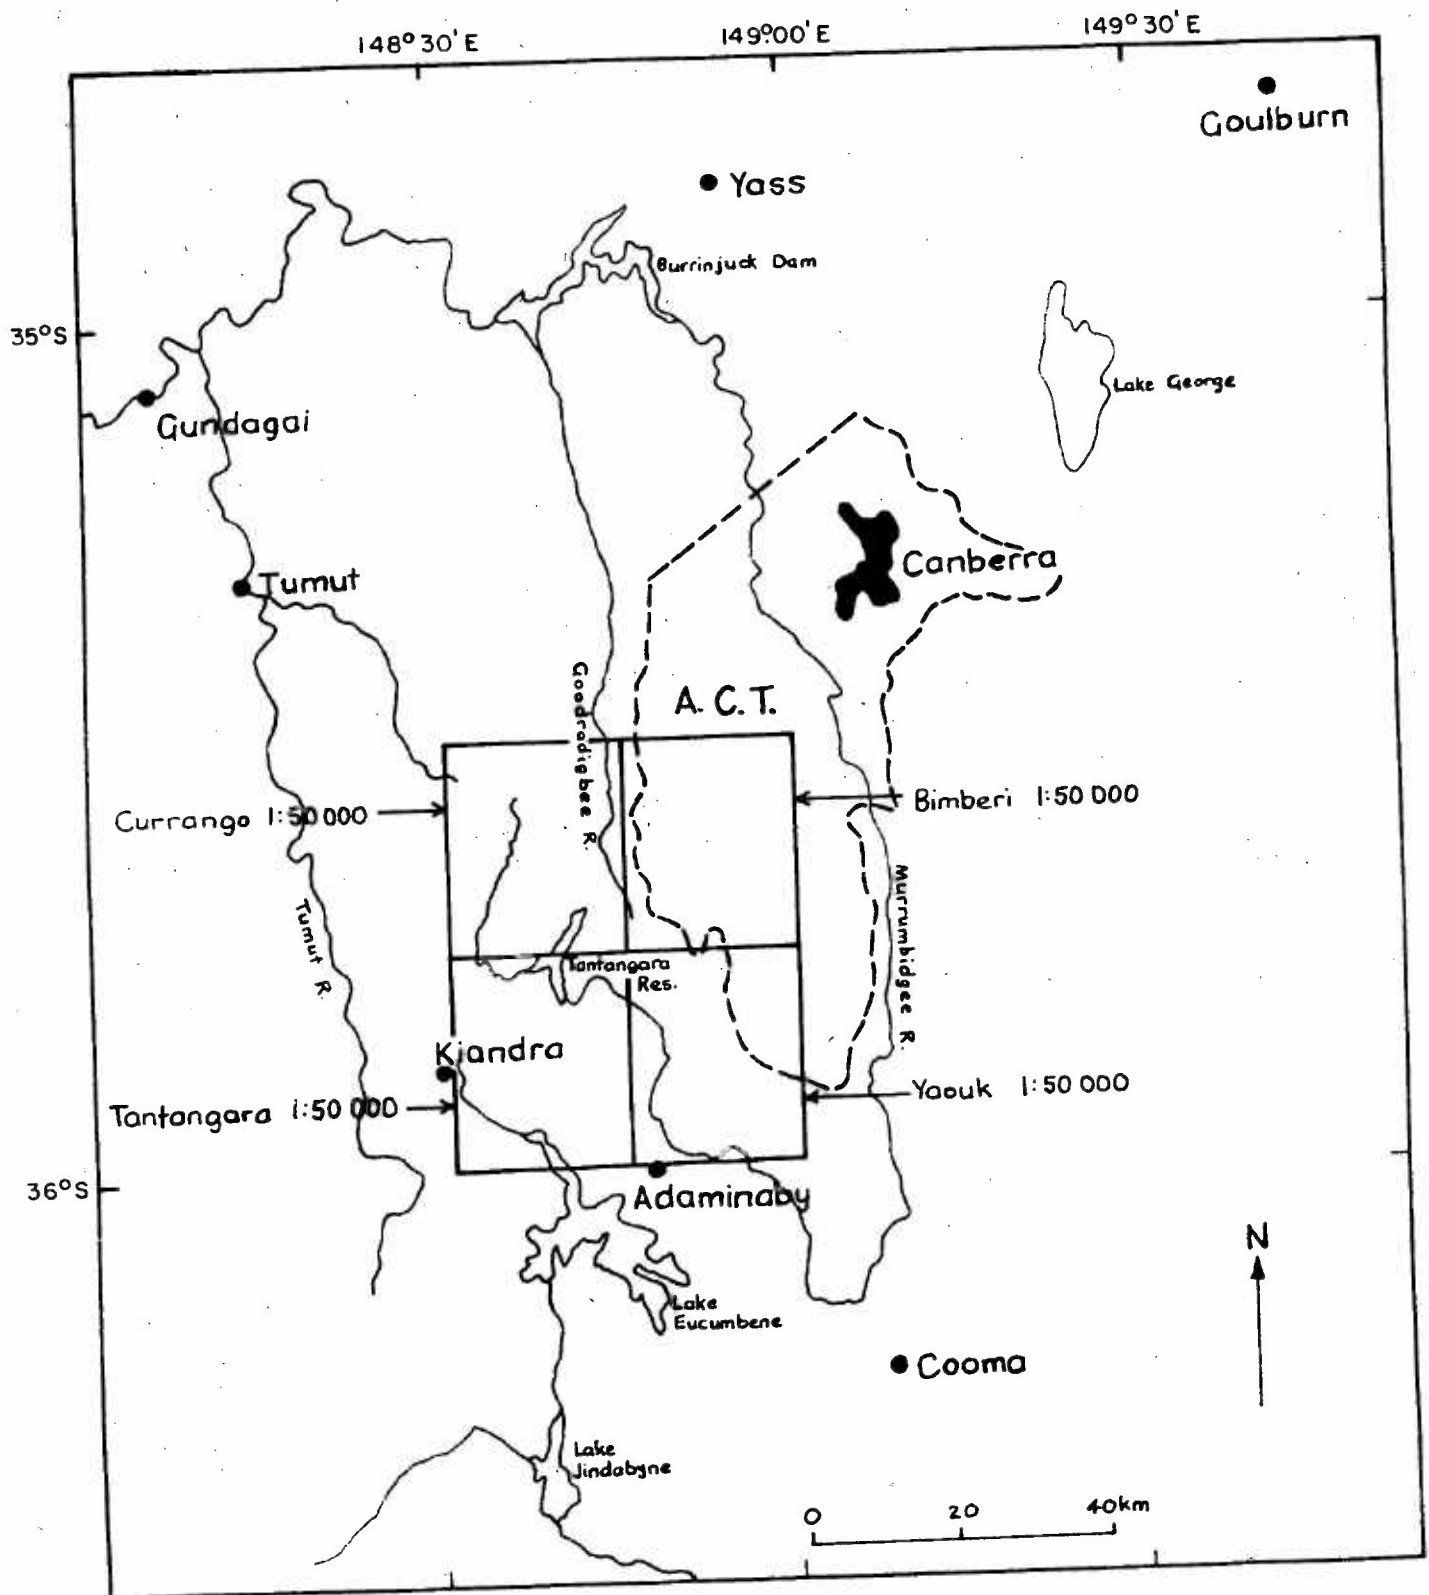 148°30'E
149°00'E
149°30'E
Goulburn
Yass
Burrinjuck Dam
35°S
Lake George
Gundagai
Canberra
Tumut
Goodradigbee R.
A.C.T.
Currango 1:50 000
Bimberi 1:50 000
Tumut R.
Murrumbidgee R.
Tantangara
Res.
Kiandra
Tantangara 1:50 000
Yaouk 1:50 000
36°S
Adaminaby
N
Lake
Eucumbene
Cooma
Lake
Jindabyne
0 20 40km